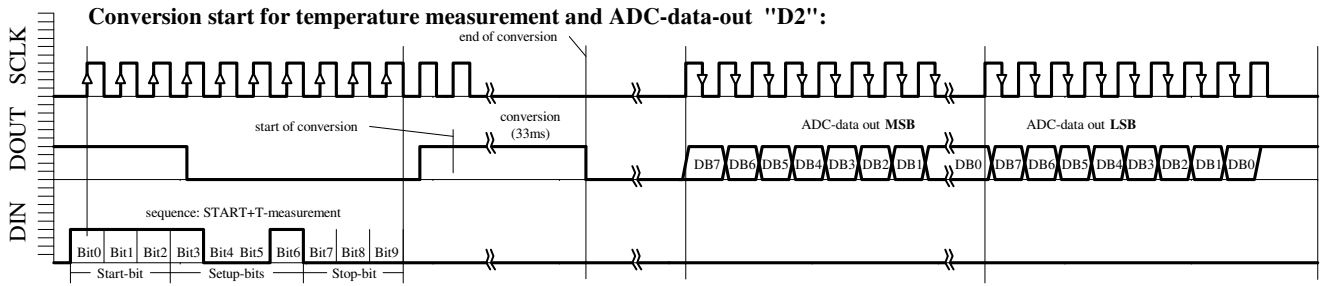 Conversion start for temperature measurement and ADC-data-out "D2":
end of conversion
SCLK
DOUT
start of conversion
conversion
(33ms)
ADC-data out MSB
ADC-data out LSB
DB7 DB6 DB5 DB4 DB3 DB2 DB1 DB0 DB7 DB6 DB5 DB4 DB3 DB2 DB1 DB0
DIN
sequence: START+T-measurement
Bit0 Bit1 Bit2 Bit3 Bit4 Bit5 Bit6 Bit7 Bit8 Bit9
Start-bit Setup-bits Stop-bit